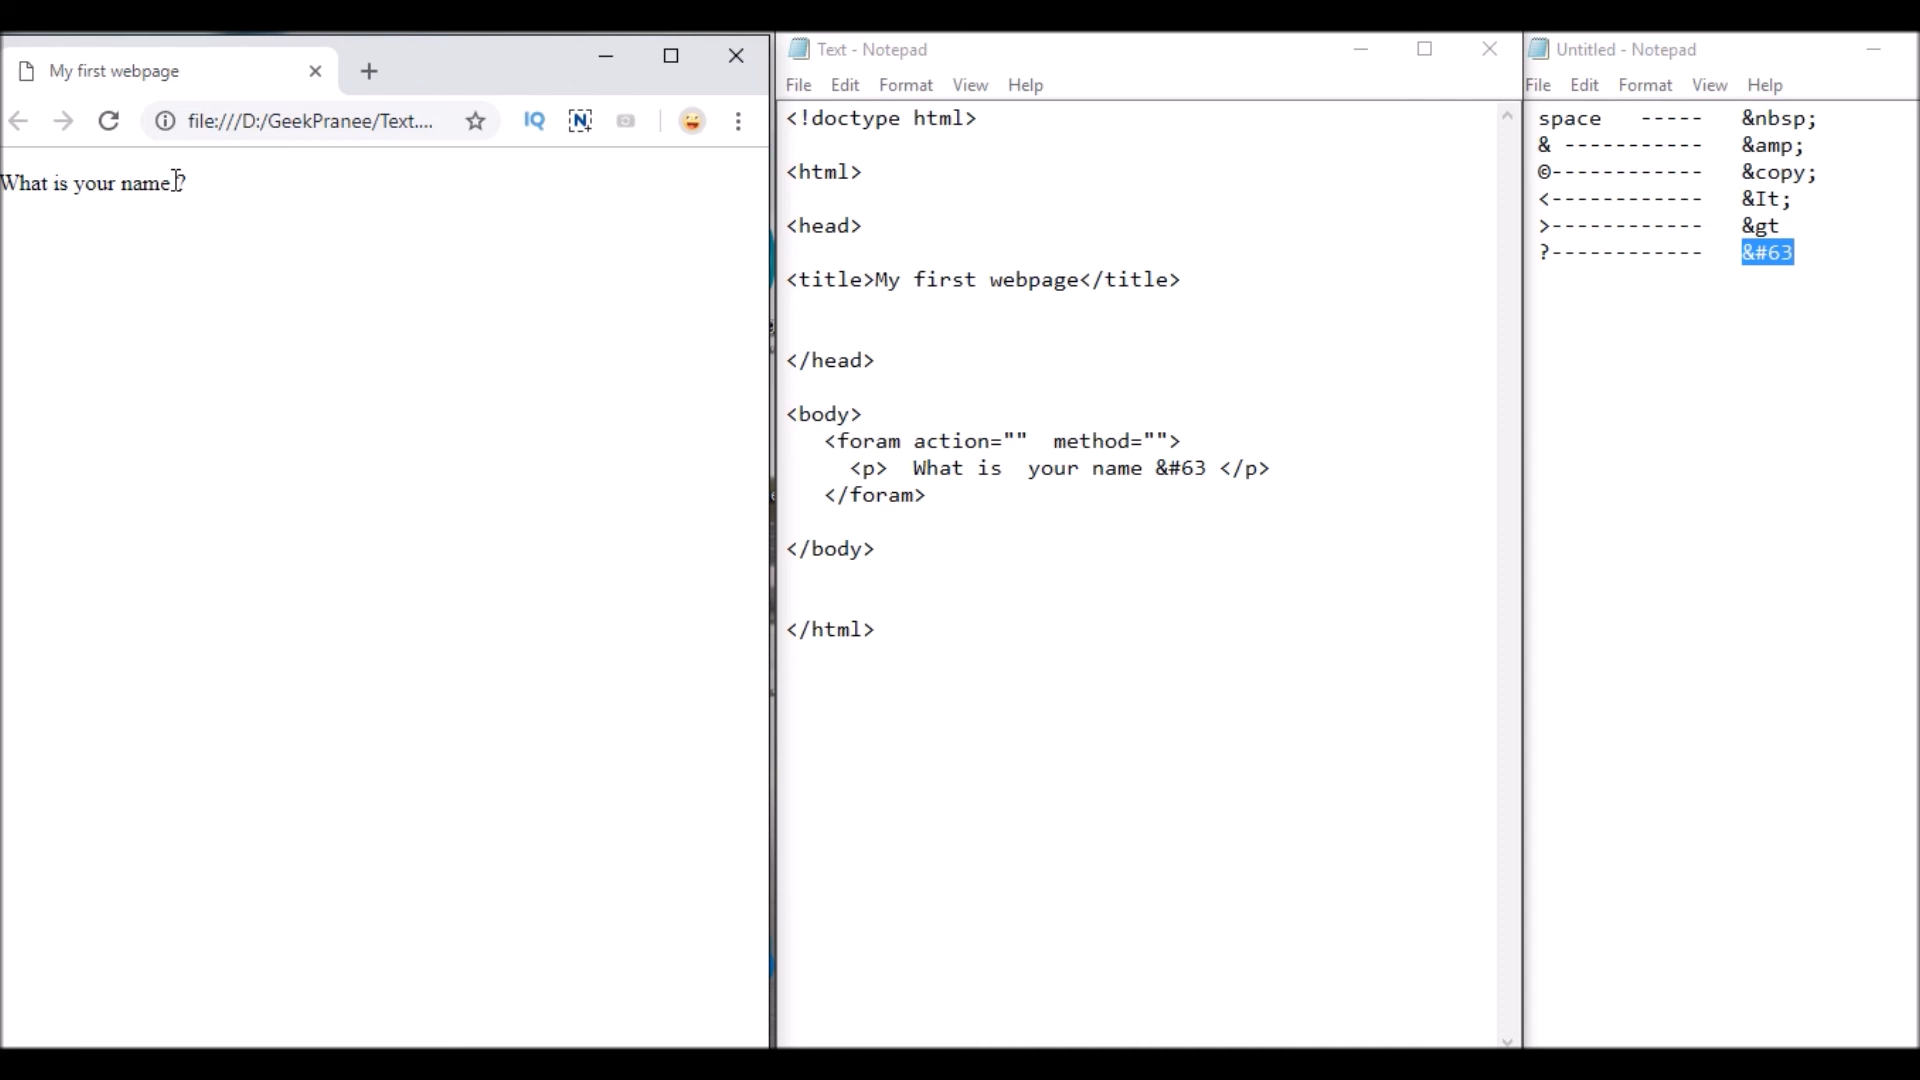 My first webpage
file:///D:/GeekPranee/Text....
IQ
N
What is your name ?
Text - Notepad
File Edit Format View Help
<!doctype html>
<html>
<head>
<title>My first webpage</title>
</head>
<body>
<foram action="" method="">
<p> What is your name &#63 </p>
</foram>
</body>
</html>
Untitled - Notepad
File Edit Format View Help
space ----- &nbsp;
& ----------- &amp;
©------------ &copy;
<------------ &It;
>------------ &gt
?------------ &#63